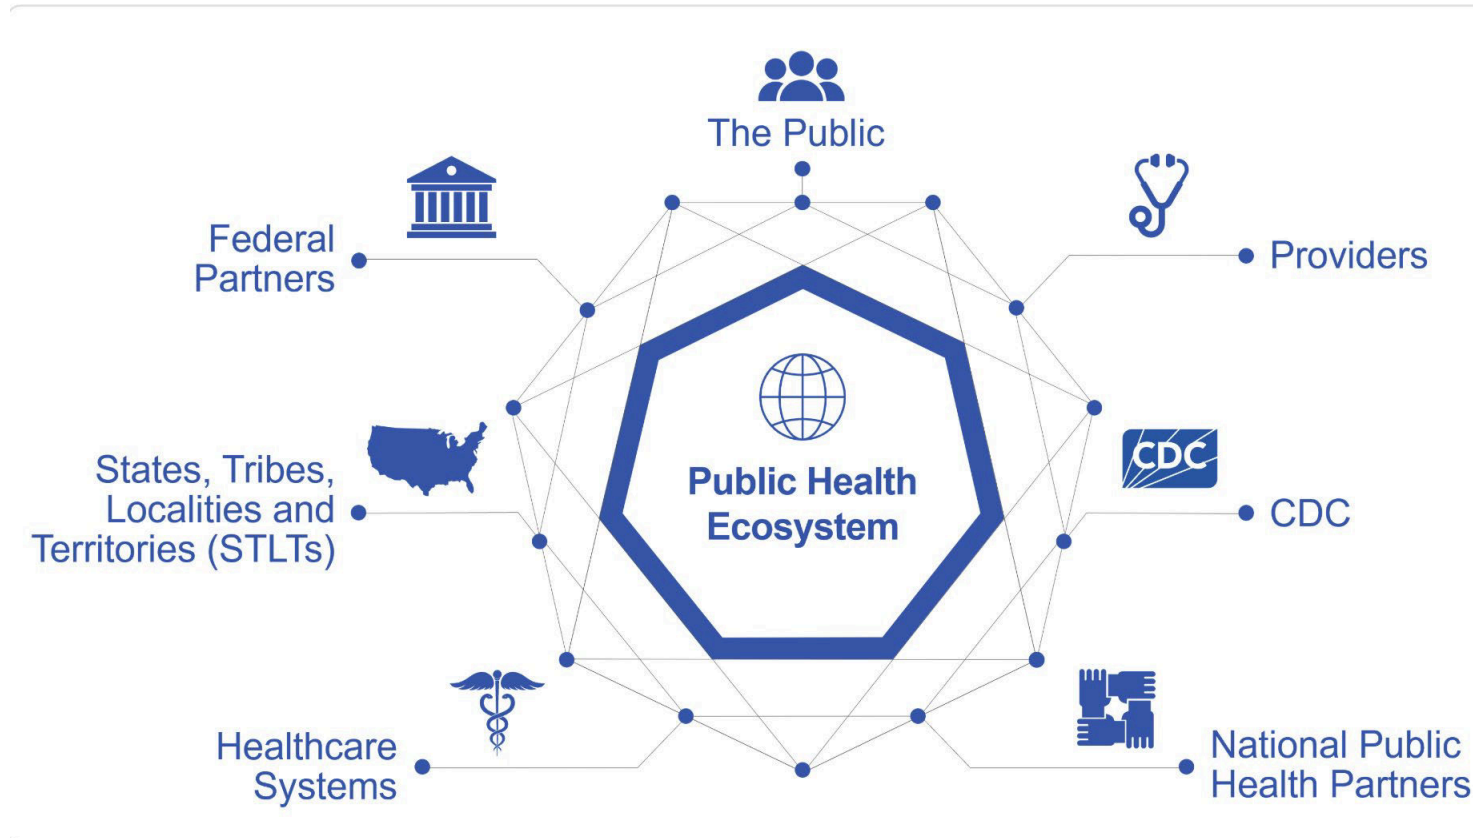 The Public
Federal
Partners
Providers
States, Tribes,
Localities and
Territories (STLTs)
Public Health
Ecosystem
CDC
CDC
Healthcare
Systems
National Public
Health Partners